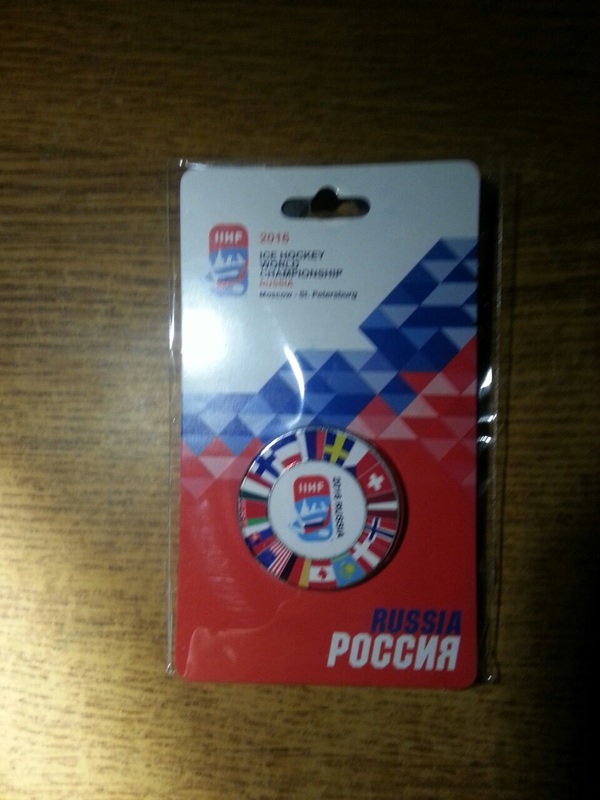 IIHF
2016
ICE HOCKEY
WORLD
CHAMPIONSHIP
RUSSIA
Moscow - St. Petersburg
IIHF
2016 RUSSIA
RUSSIA
РОССИЯ